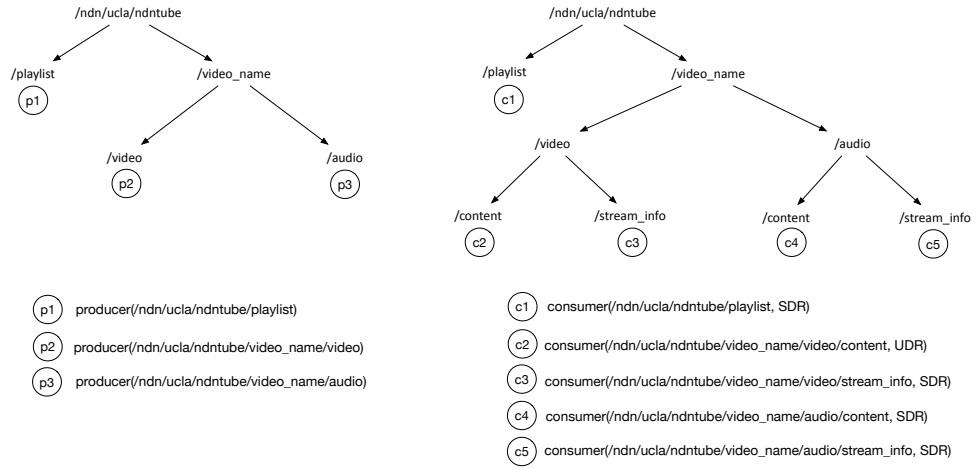 /ndn/ucla/ndntube
/playlist
p1
/video_name
/video
p2
/audio
p3
p1 producer(/ndn/ucla/ndntube/playlist)
p2 producer(/ndn/ucla/ndntube/video_name/video)
p3 producer(/ndn/ucla/ndntube/video_name/audio)
/ndn/ucla/ndntube
/playlist
c1
/video_name
/video
/audio
/content
c2
/stream_info
c3
/content
c4
/stream_info
c5
c1 consumer(/ndn/ucla/ndntube/playlist, SDR)
c2 consumer(/ndn/ucla/ndntube/video_name/video/content, UDR)
c3 consumer(/ndn/ucla/ndntube/video_name/video/stream_info, SDR)
c4 consumer(/ndn/ucla/ndntube/video_name/audio/content, SDR)
c5 consumer(/ndn/ucla/ndntube/video_name/audio/stream_info, SDR)